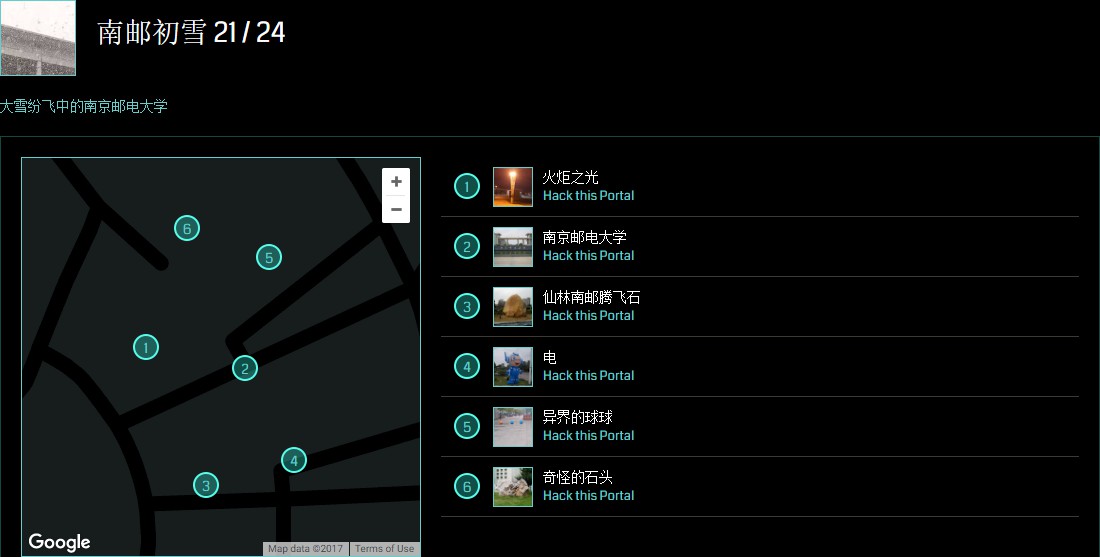 南邮初雪 21 / 24
大雪纷飞中的南京邮电大学
+
−
6
5
1
2
4
3
Google
Map data ©2017
Terms of Use
1
火炬之光
Hack this Portal
2
南京邮电大学
Hack this Portal
3
仙林南邮腾飞石
Hack this Portal
4
电
Hack this Portal
5
异界的球球
Hack this Portal
6
奇怪的石头
Hack this Portal